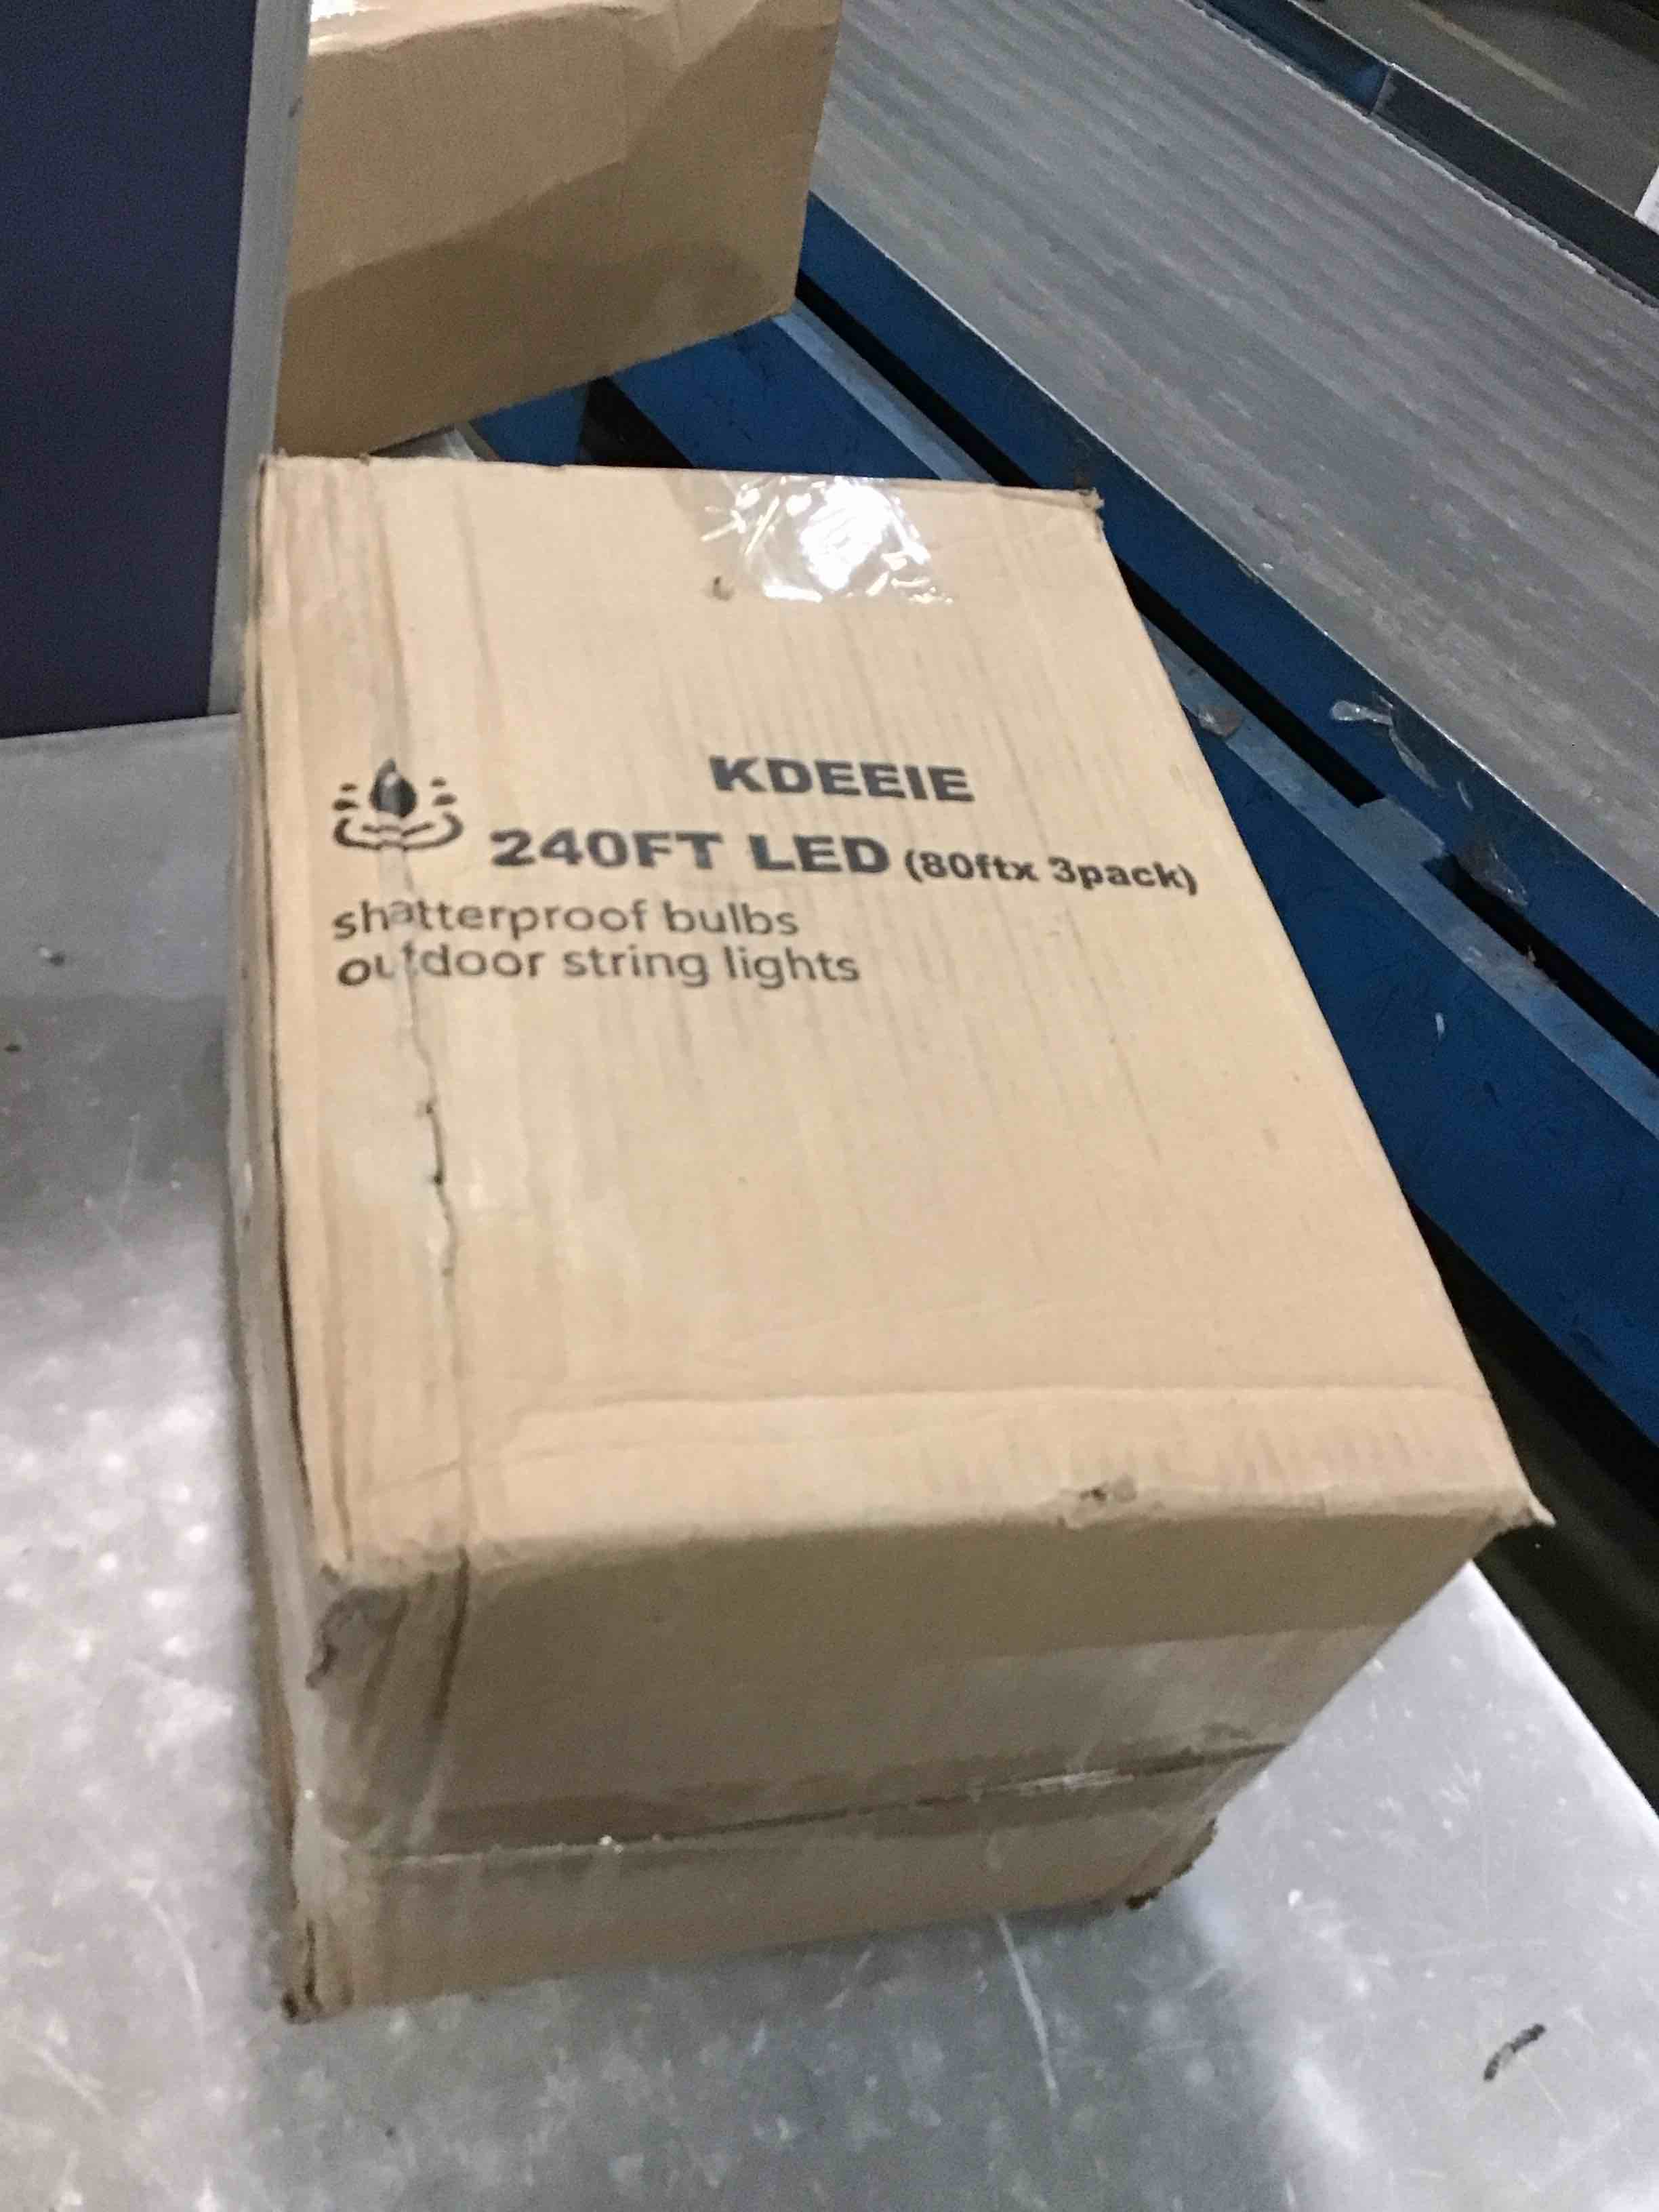 KDEEIE
240FT LED (80ftx 3pack)
shatterproof bulbs
outdoor string lights